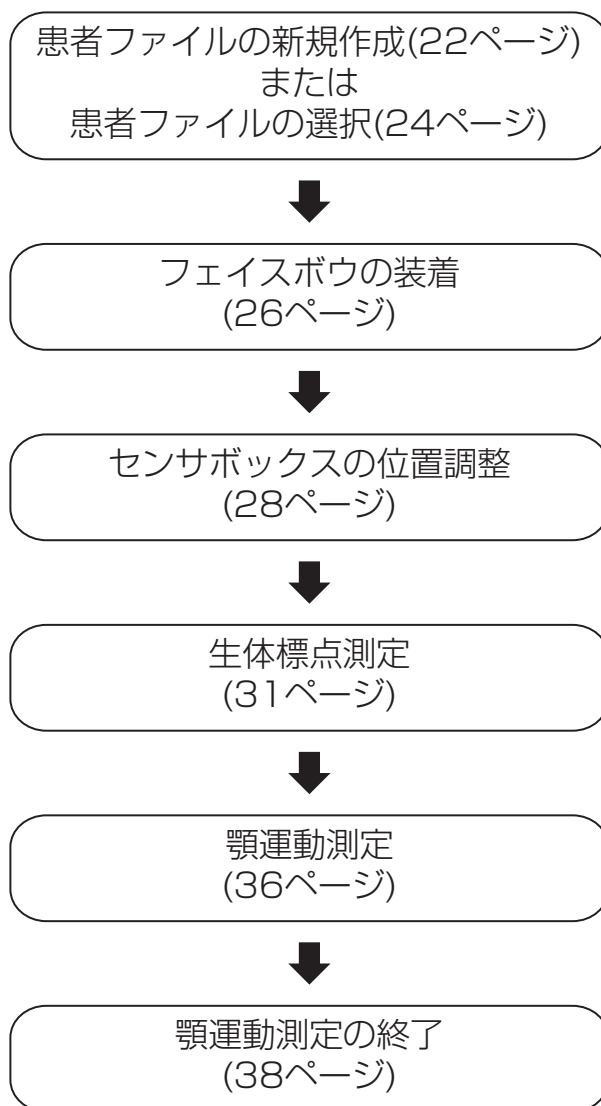 患者ファイルの新規作成(22ページ)
または
患者ファイルの選択(24ページ)
フェイスボウの装着
(26ページ)
センサボックスの位置調整
(28ページ)
生体標点測定
(31ページ)
顎運動測定
(36ページ)
顎運動測定の終了
(38ページ)